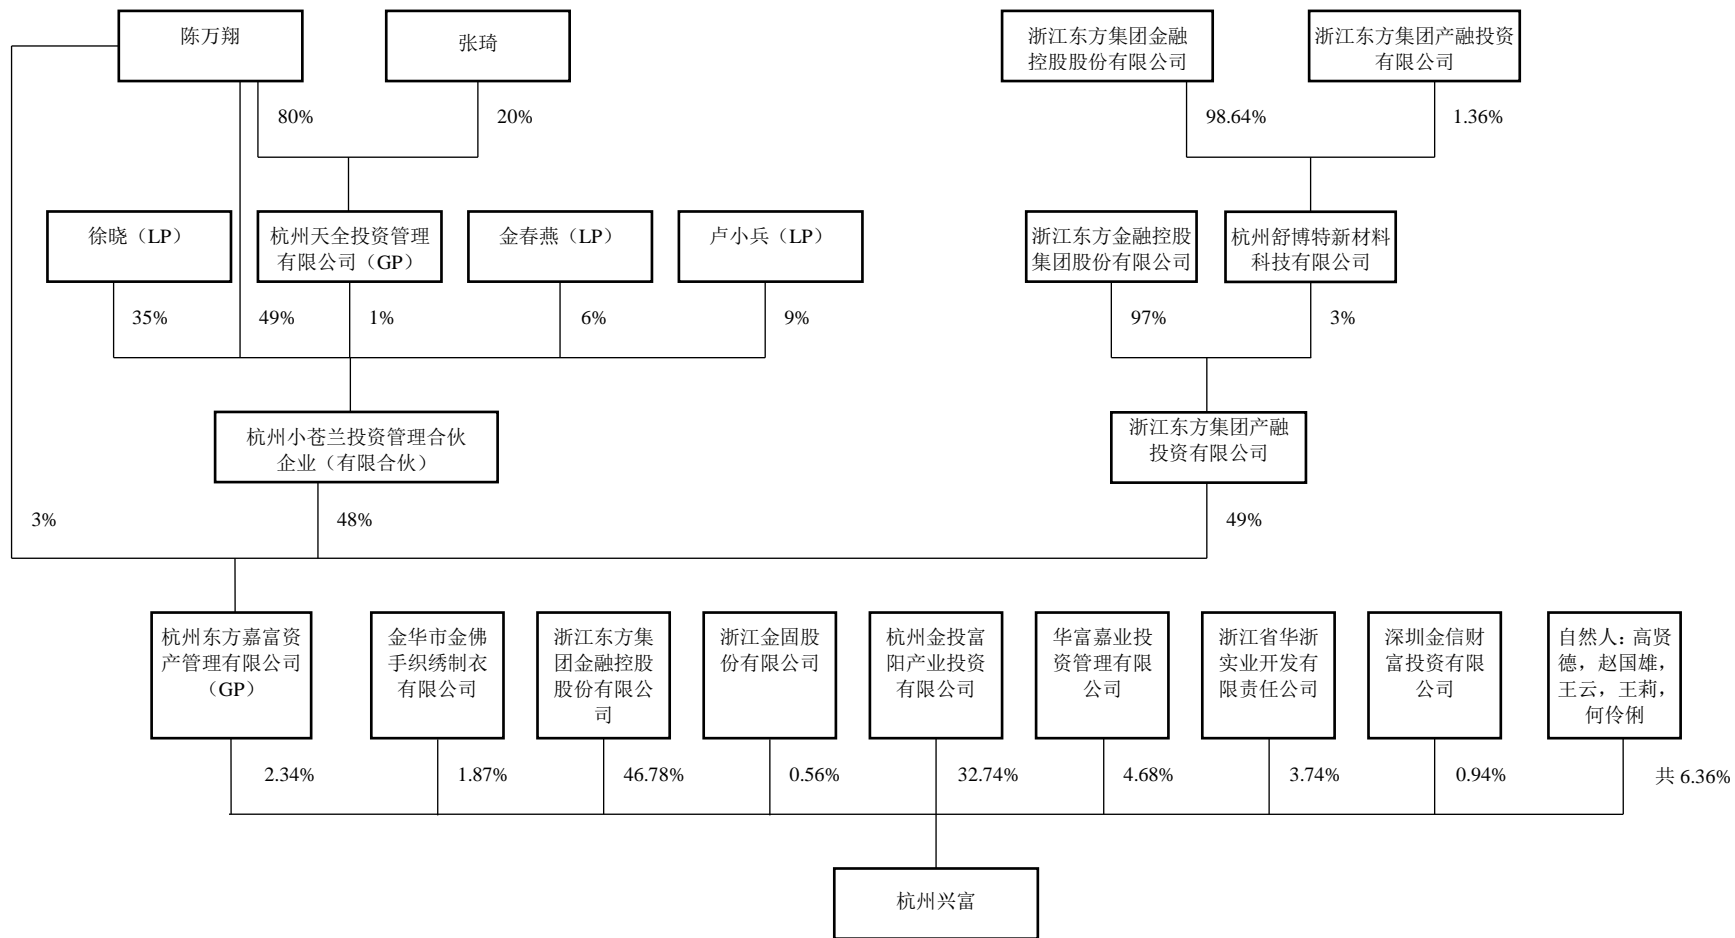 陈万翔
张琦
浙江东方集团金融
控股股份有限公司
浙江东方集团产融投资
有限公司
80%
20%
98.64%
1.36%
徐晓（LP）
杭州天全投资管理
有限公司（GP）
金春燕（LP）
卢小兵（LP）
浙江东方金融控股
集团股份有限公司
杭州舒博特新材料
科技有限公司
35%
49%
1%
6%
9%
97%
3%
杭州小苍兰投资管理合伙
企业（有限合伙）
浙江东方集团产融
投资有限公司
3%
48%
49%
杭州东方嘉富资
产管理有限公司
（GP）
金华市金佛
手织绣制衣
有限公司
浙江东方集
团金融控股
股份有限公
司
浙江金固股
份有限公司
杭州金投富
阳产业投资
有限公司
华富嘉业投
资管理有限
公司
浙江省华浙
实业开发有
限责任公司
深圳金信财
富投资有限
公司
自然人：高贤
德，赵国雄，
王云，王莉，
何伶俐
2.34%
1.87%
46.78%
0.56%
32.74%
4.68%
3.74%
0.94%
共 6.36%
杭州兴富